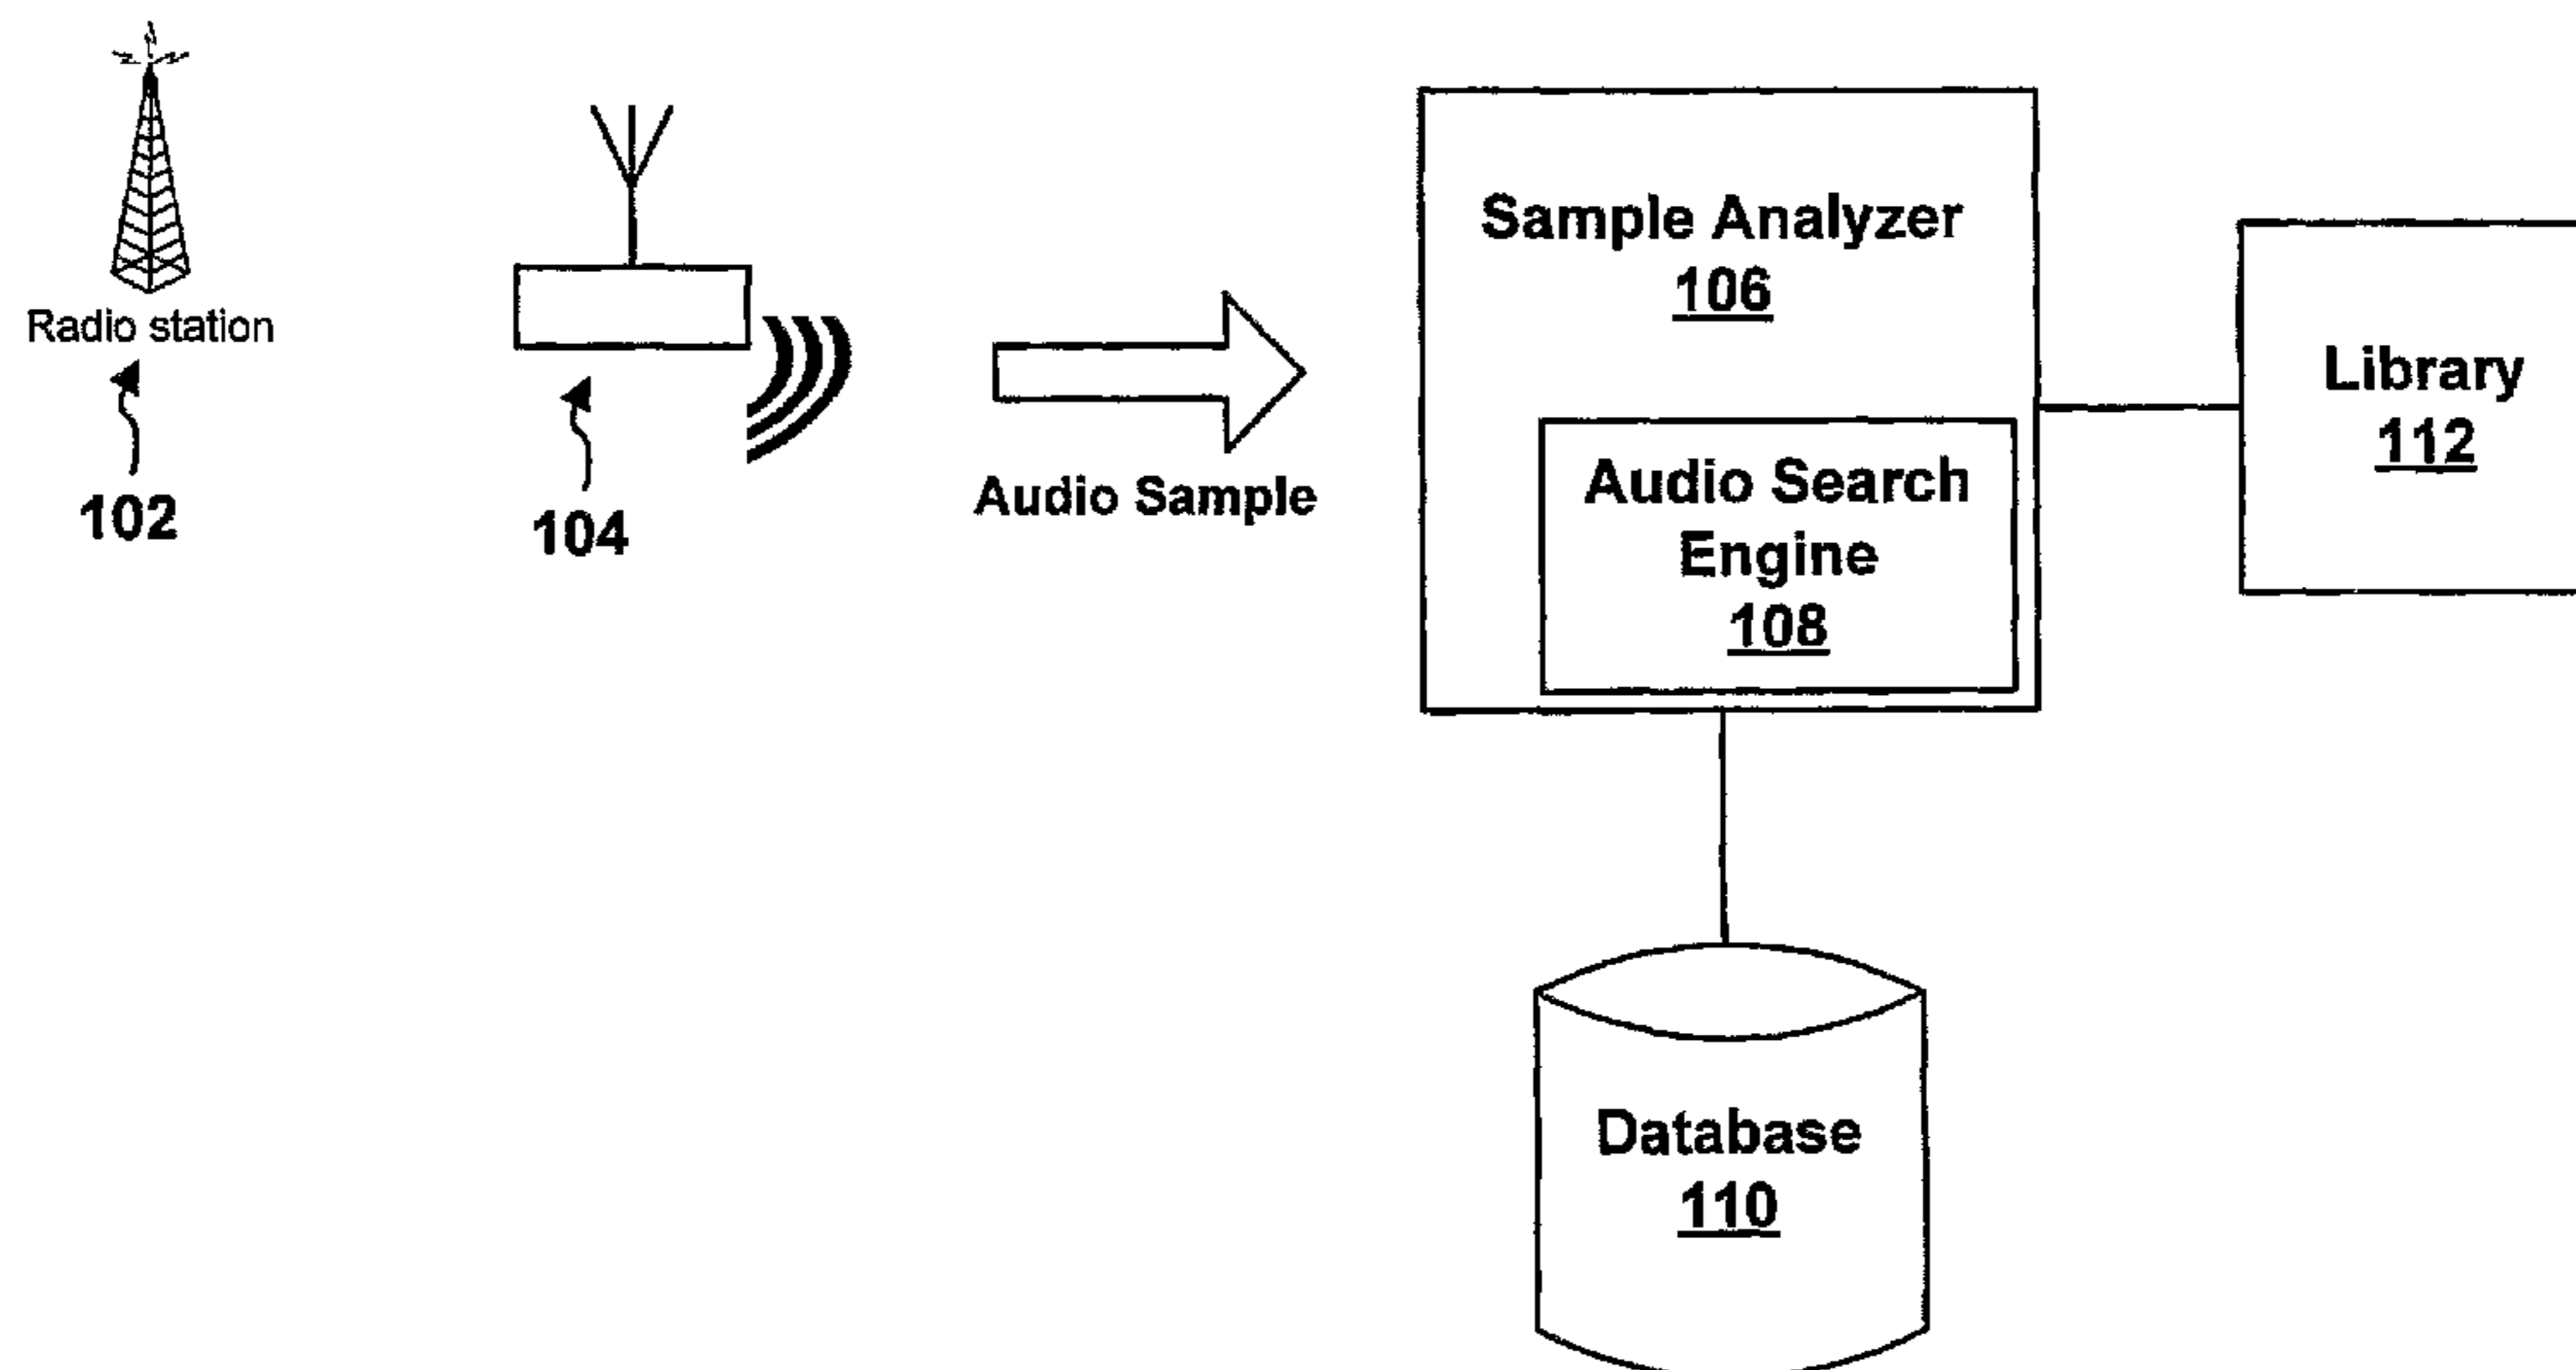 Radio station
102
104
Audio Sample
Sample Analyzer
106
Audio Search
Engine
108
Library
112
Database
110